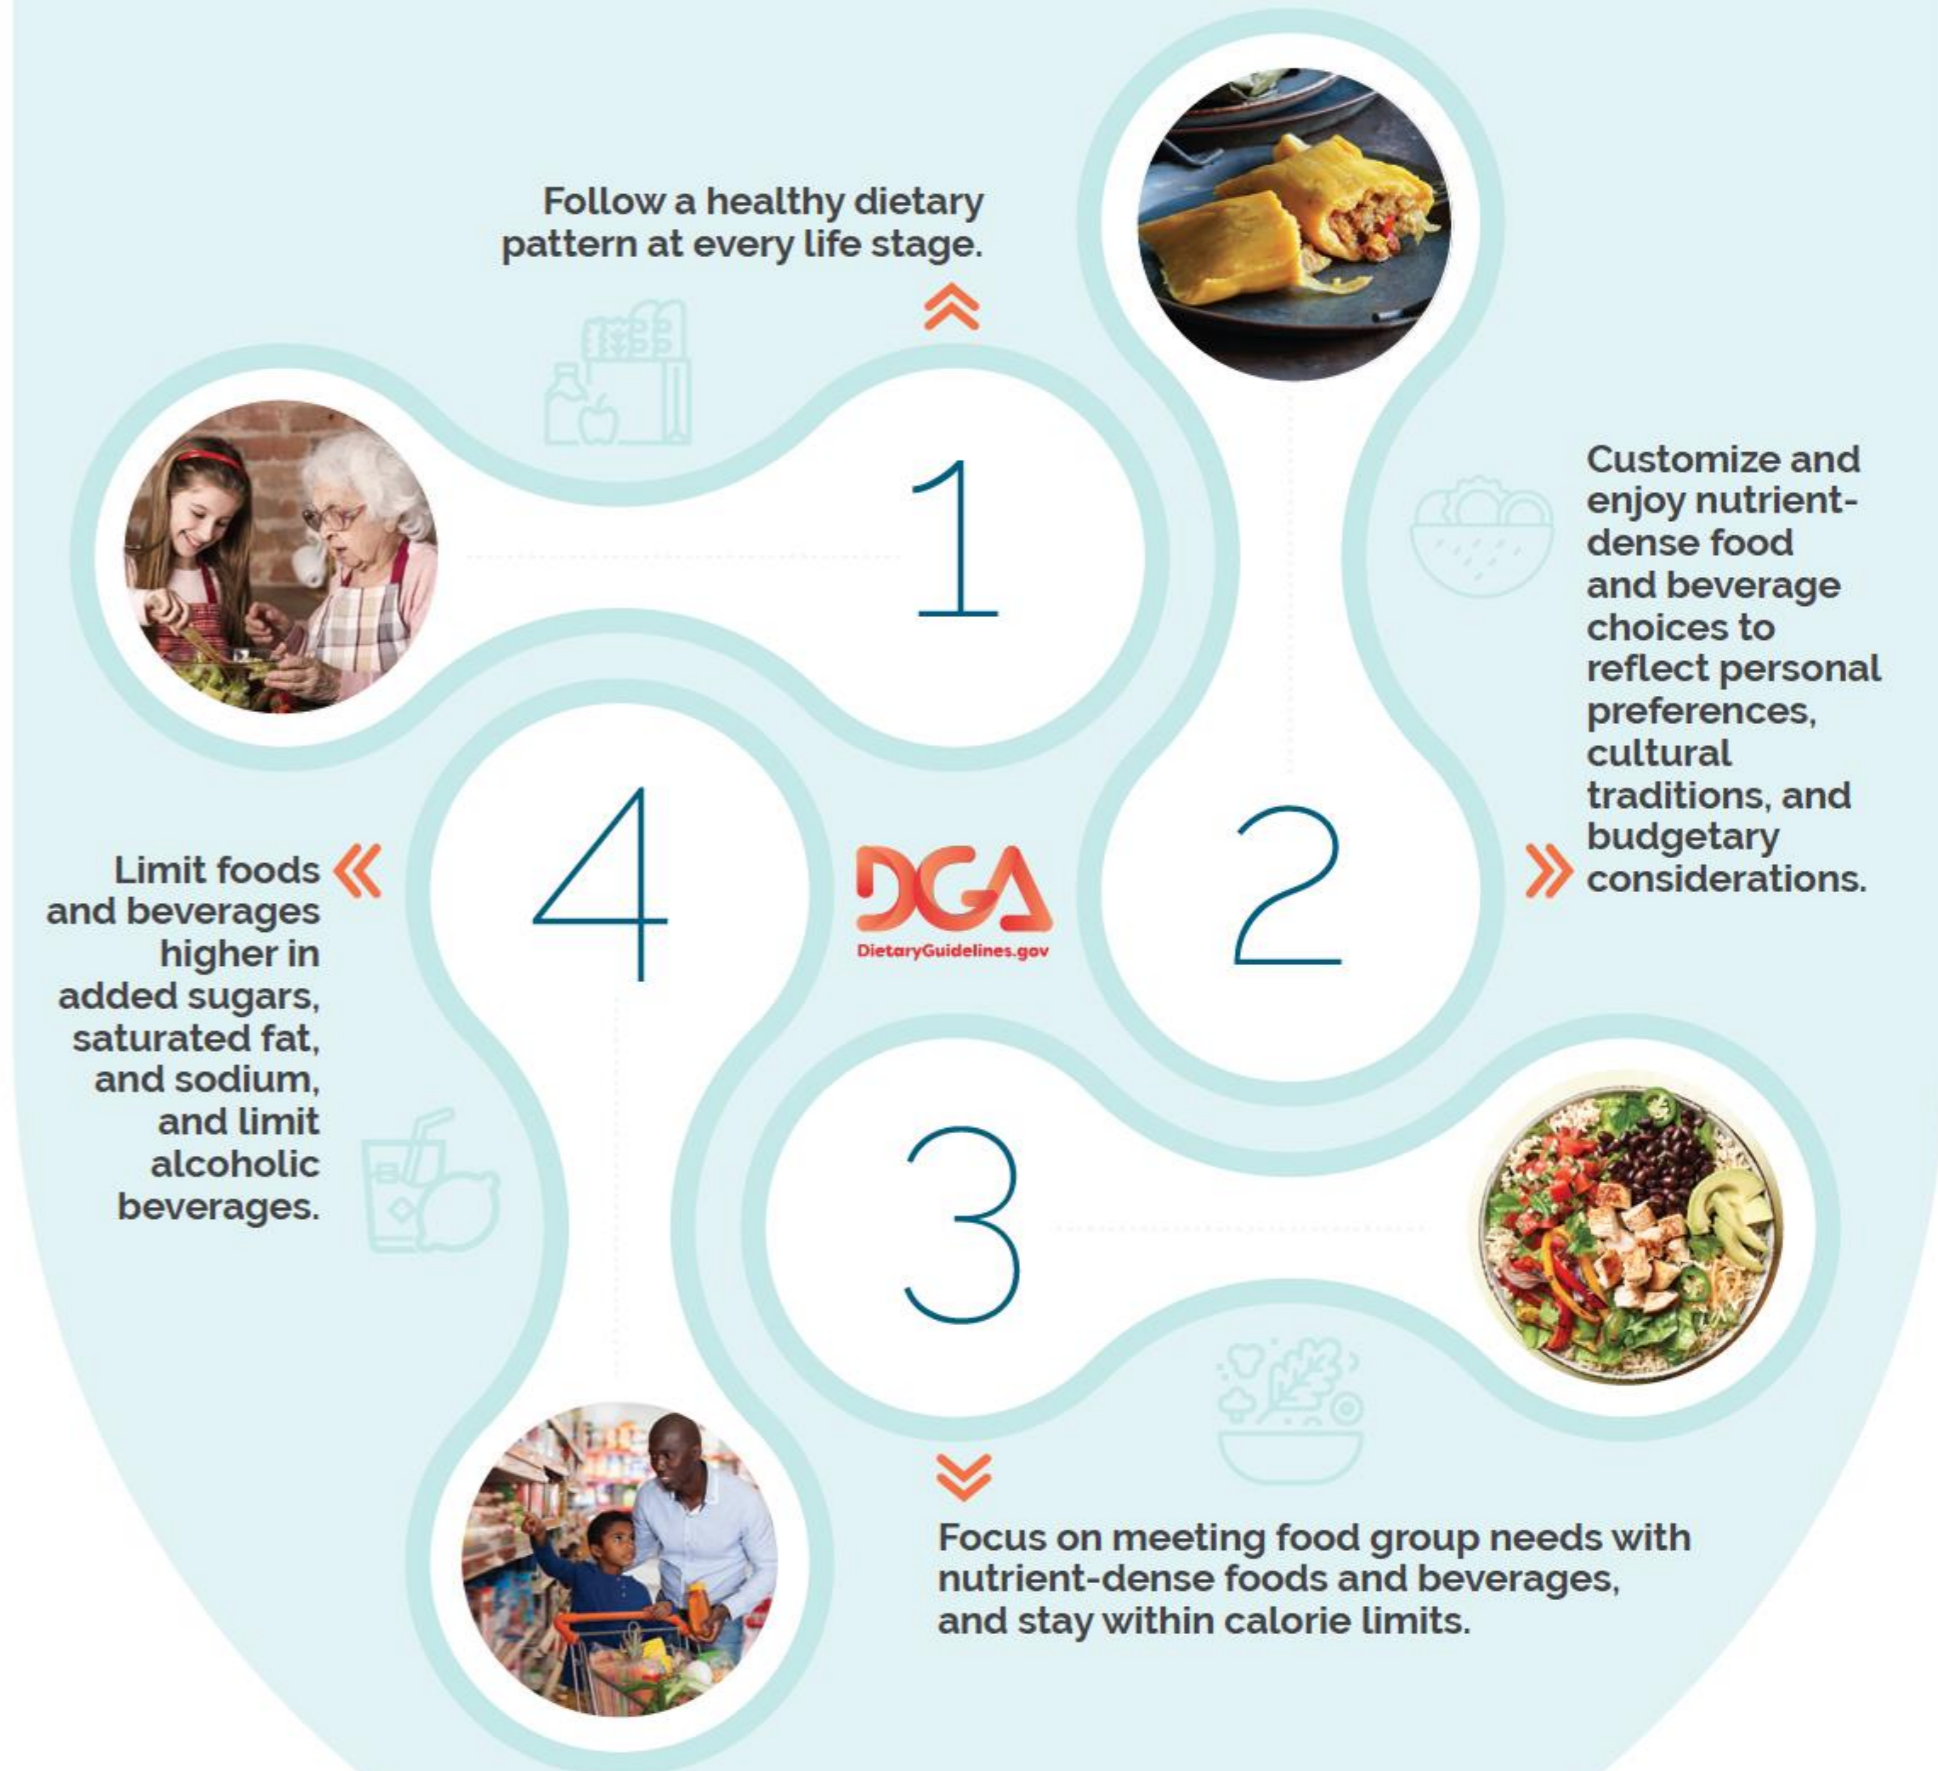 Follow a healthy dietary
pattern at every life stage.
1
Customize and
enjoy nutrient-
dense food
and beverage
choices to
reflect personal
preferences,
cultural
traditions, and
budgetary
considerations.
2
DGA
DietaryGuidelines.gov
3
Focus on meeting food group needs with
nutrient-dense foods and beverages,
and stay within calorie limits.
4
Limit foods
and beverages
higher in
added sugars,
saturated fat,
and sodium,
and limit
alcoholic
beverages.